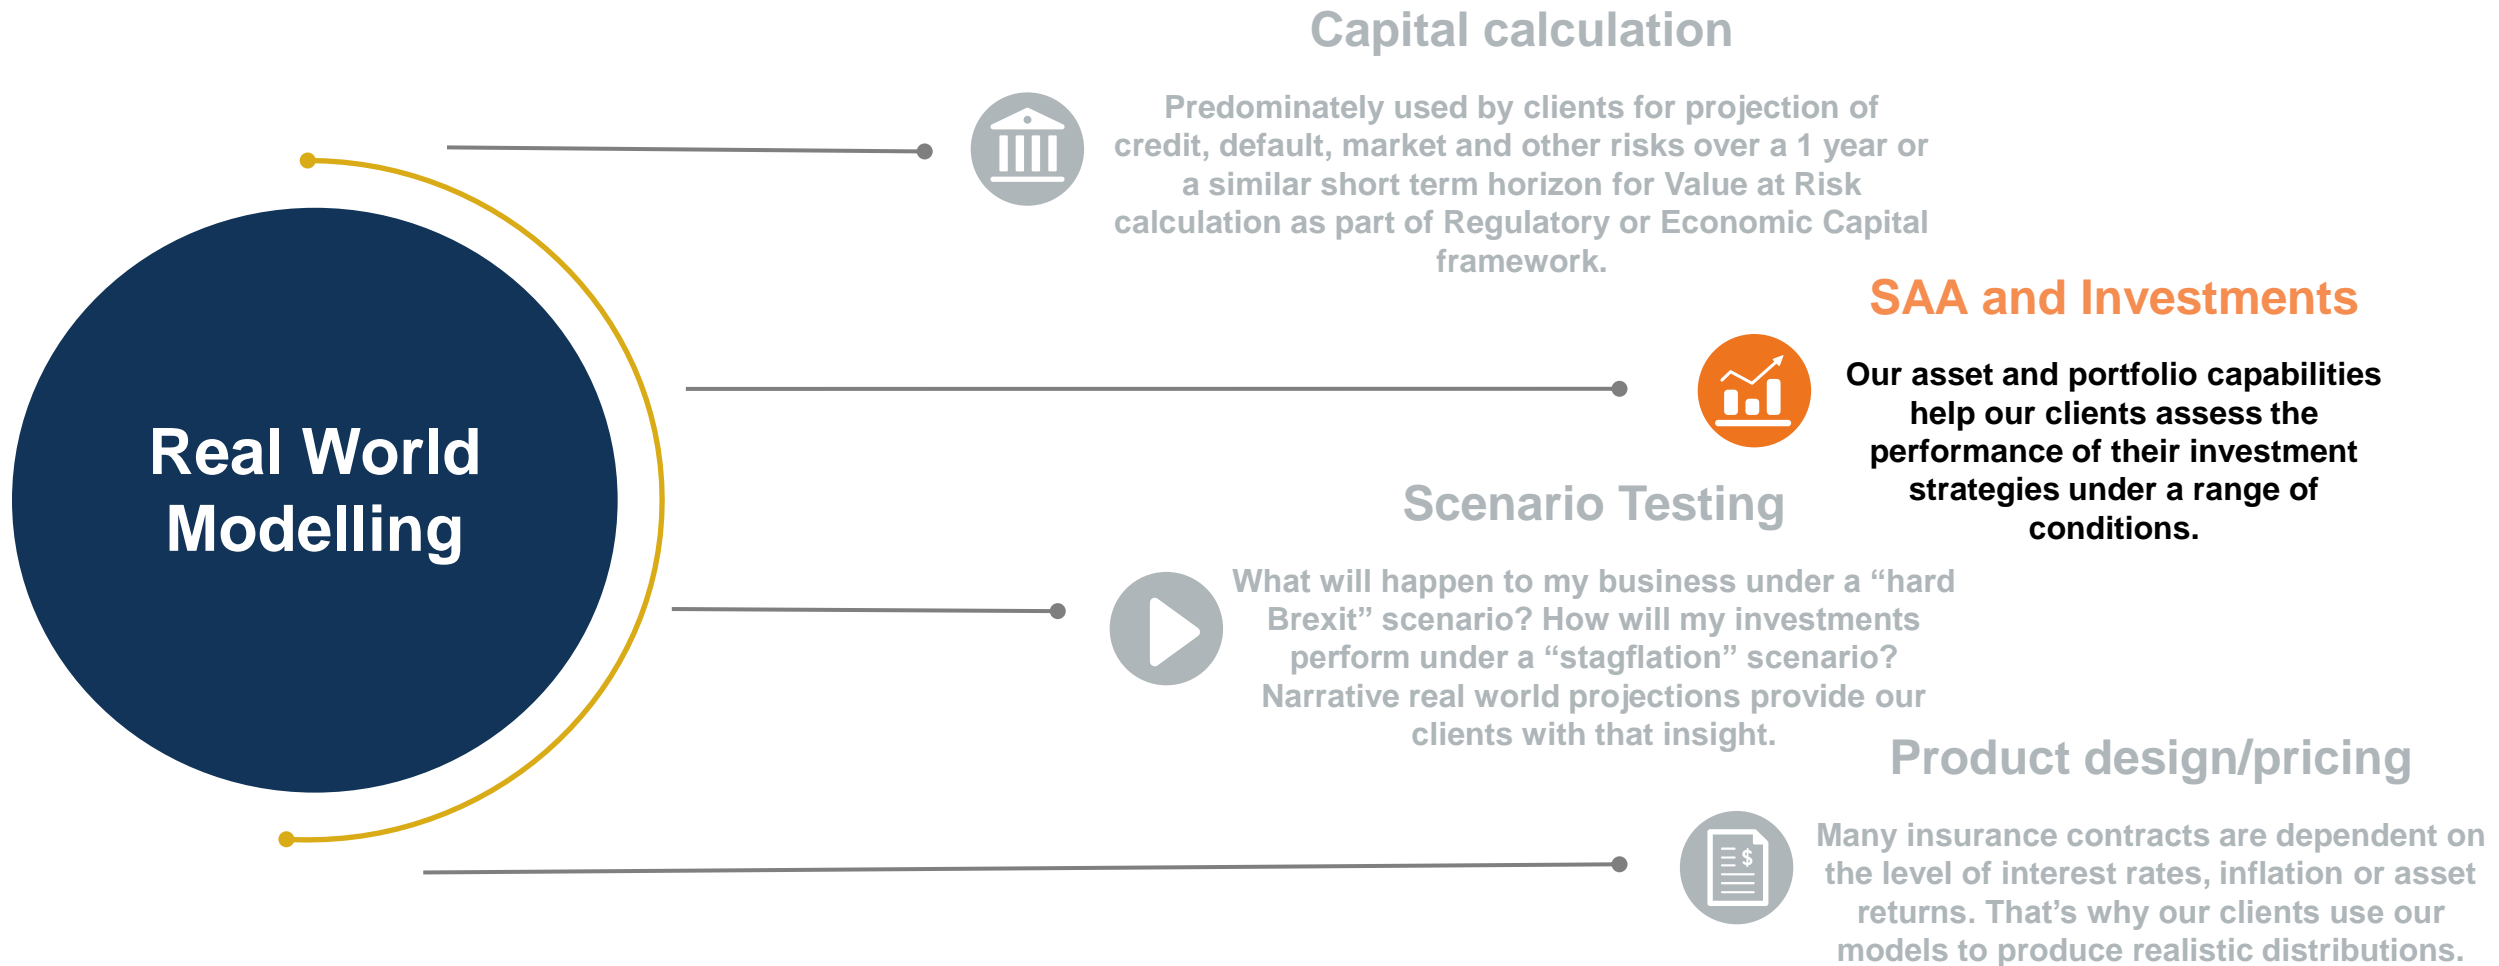 Real World
Modelling
Capital calculation
Predominately used by clients for projection of
credit, default, market and other risks over a 1 year or
a similar short term horizon for Value at Risk
calculation as part of Regulatory or Economic Capital
framework.
SAA and Investments
Our asset and portfolio capabilities
help our clients assess the
performance of their investment
strategies under a range of
conditions.
Scenario Testing
What will happen to my business under a “hard
Brexit” scenario? How will my investments
perform under a “stagflation” scenario?
Narrative real world projections provide our
clients with that insight.
Product design/pricing
$
Many insurance contracts are dependent on
the level of interest rates, inflation or asset
returns. That’s why our clients use our
models to produce realistic distributions.